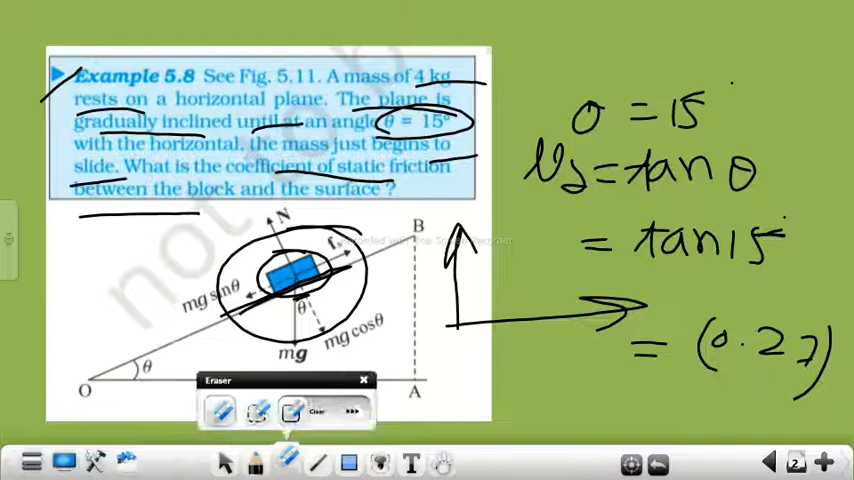 Example 5.8 See Fig. 5.11. A mass of 4 kg
rests on a horizontal plane. The plane is
gradually inclined until at an angle θ = 15°
with the horizontal, the mass just begins to
slide. What is the coefficient of static friction
between the block and the surface ?
N
B
mg sinθ
θ
mg cosθ
mg
θ
O
A
θ = 15
μs = tan θ
= tan 15
= (0.27)
Eraser
Clear
T
2